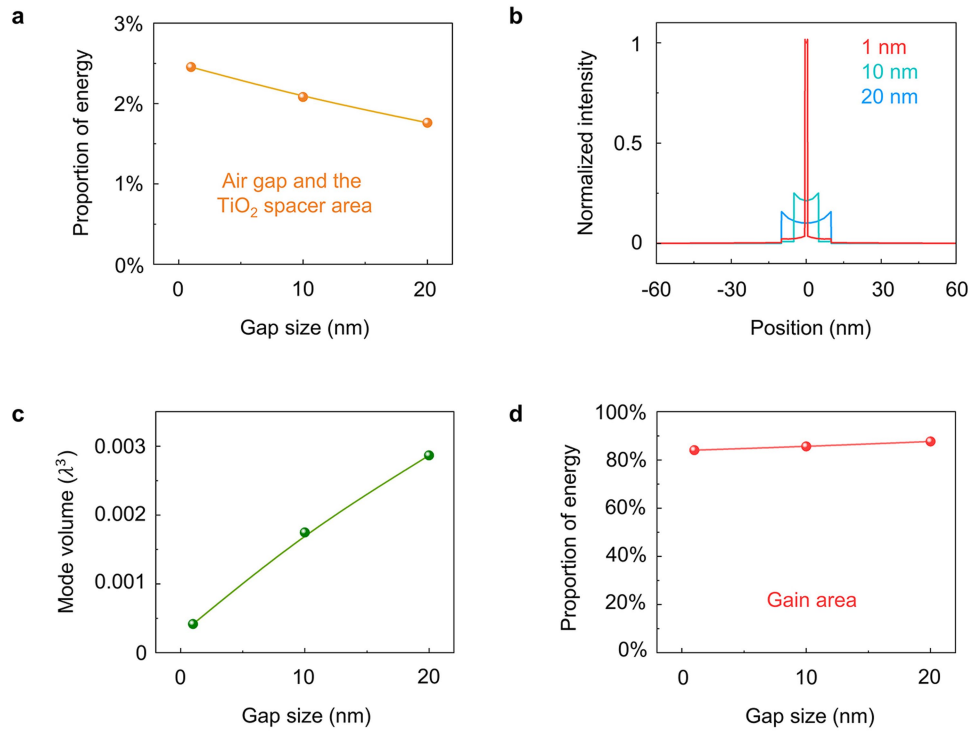 a
3%
2%
1%
0%
Proportion of energy
Air gap and the
TiO₂ spacer area
0 10 20
Gap size (nm)
b
1
0.5
0
Normalized intensity
1 nm
10 nm
20 nm
-60 -30 0 30 60
Position (nm)
c
0.003
0.002
0.001
0
Mode volume (λ³)
0 10 20
Gap size (nm)
d
100%
80%
60%
40%
20%
0%
Proportion of energy
Gain area
0 10 20
Gap size (nm)